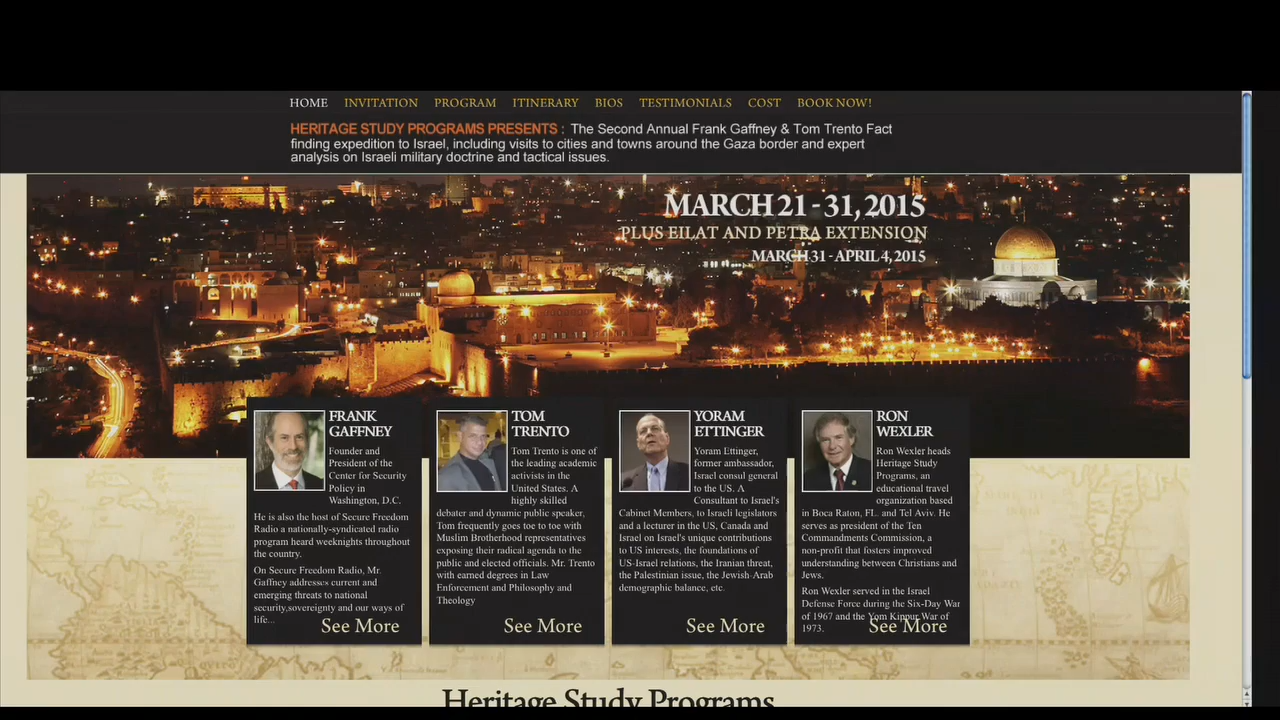 HOME INVITATION PROGRAM ITINERARY BIOS TESTIMONIALS COST BOOK NOW!
HERITAGE STUDY PROGRAMS PRESENTS : The Second Annual Frank Gaffney & Tom Trento Fact
finding expedition to Israel, including visits to cities and towns around the Gaza border and expert
analysis on Israeli military doctrine and tactical issues.
MARCH 21 - 31, 2015
PLUS EILAT AND PETRA EXTENSION
MARCH 31 - APRIL 4, 2015
FRANK
GAFFNEY
Founder and
President of the
Center for Security
Policy in
Washington, D.C.
He is also the host of Secure Freedom
Radio a nationally-syndicated radio
program heard weeknights throughout
the country.
On Secure Freedom Radio, Mr.
Gaffney addresses current and
emerging threats to national
security,sovereignty and our ways of
life...
See More
TOM
TRENTO
Tom Trento is one of
the leading academic
activists in the
United States. A
highly skilled
debater and dynamic public speaker,
Tom frequently goes toe to toe with
Muslim Brotherhood representatives
exposing their radical agenda to the
public and elected officials. Mr. Trento
with earned degrees in Law
Enforcement and Philosophy and
Theology
See More
YORAM
ETTINGER
Yoram Ettinger,
former ambassador,
Israel consul general
to the US. A
Consultant to Israel's
Cabinet Members, to Israeli legislators
and a lecturer in the US, Canada and
Israel on Israel's unique contributions
to US interests, the foundations of
US-Israel relations, the Iranian threat,
the Palestinian issue, the Jewish-Arab
demographic balance, etc.
See More
RON
WEXLER
Ron Wexler heads
Heritage Study
Programs, an
educational travel
organization based
in Boca Raton, FL. and Tel Aviv. He
serves as president of the Ten
Commandments Commission, a
non-profit that fosters improved
understanding between Christians and
Jews.
Ron Wexler served in the Israel
Defense Force during the Six-Day War
of 1967 and the Yom Kippur War of
1973.
See More
Heritage Study Programs